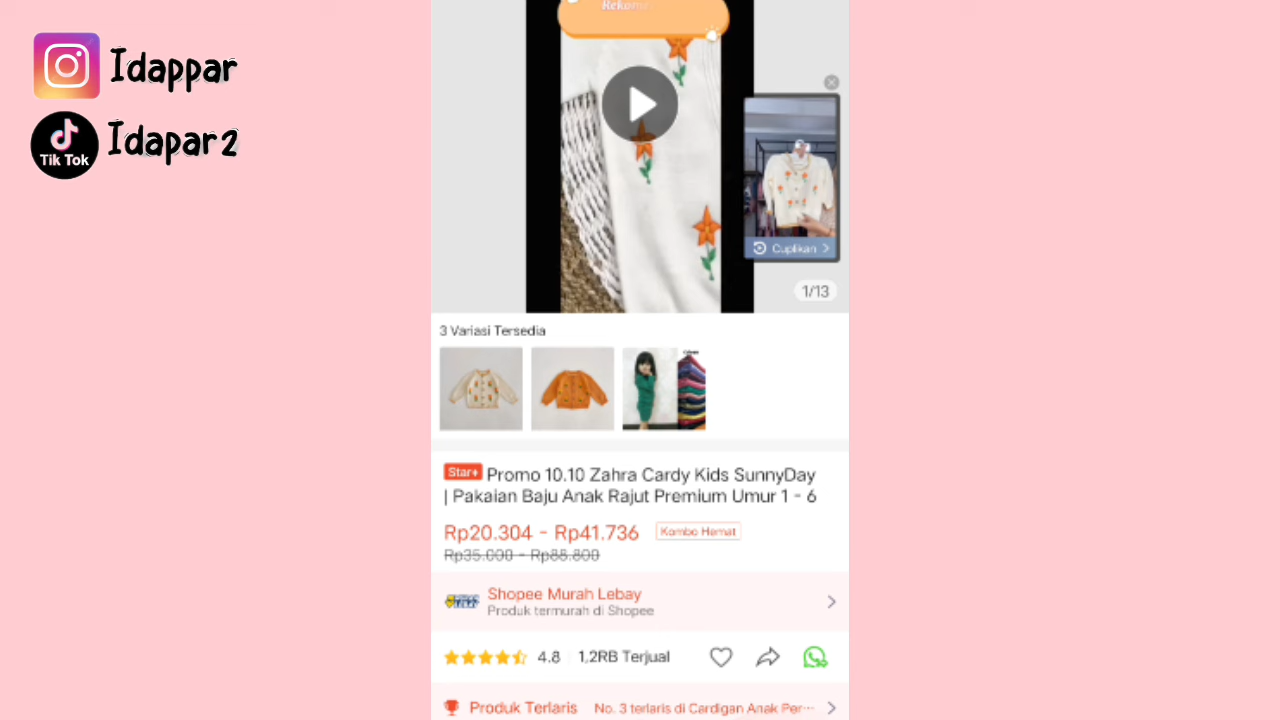 Idappar
Tik Tok
Idapar2
Cuplikan
1/13
3 Variasi Tersedia
Star+ Promo 10.10 Zahra Cardy Kids SunnyDay
| Pakaian Baju Anak Rajut Premium Umur 1 - 6
Rp20.304 - Rp41.736 Kombo Hemat
Rp35.000 - Rp88.800
Shopee Murah Lebay
Produk termurah di Shopee
4.8 1,2RB Terjual
Produk Terlaris No. 3 terlaris di Cardigan Anak Per···